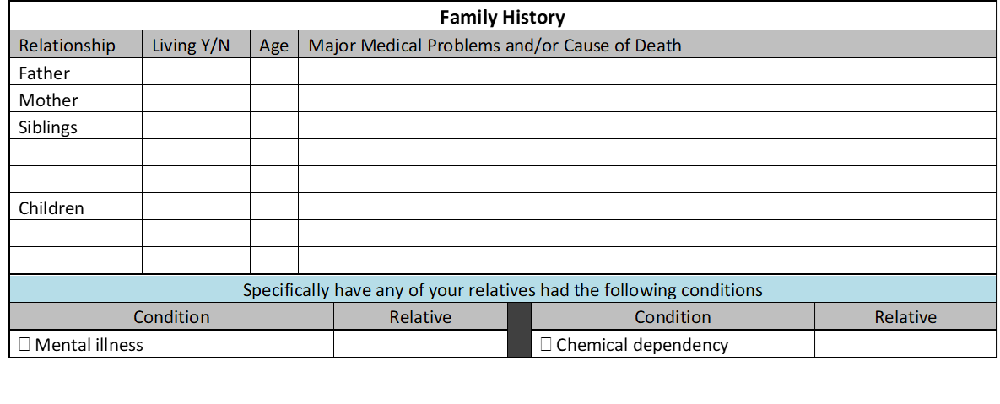 Family History
Relationship Living Y/N Age Major Medical Problems and/or Cause of Death
Father
Mother
Siblings
Children
Specifically have any of your relatives had the following conditions
Condition Relative Condition Relative
☐ Mental illness ☐ Chemical dependency